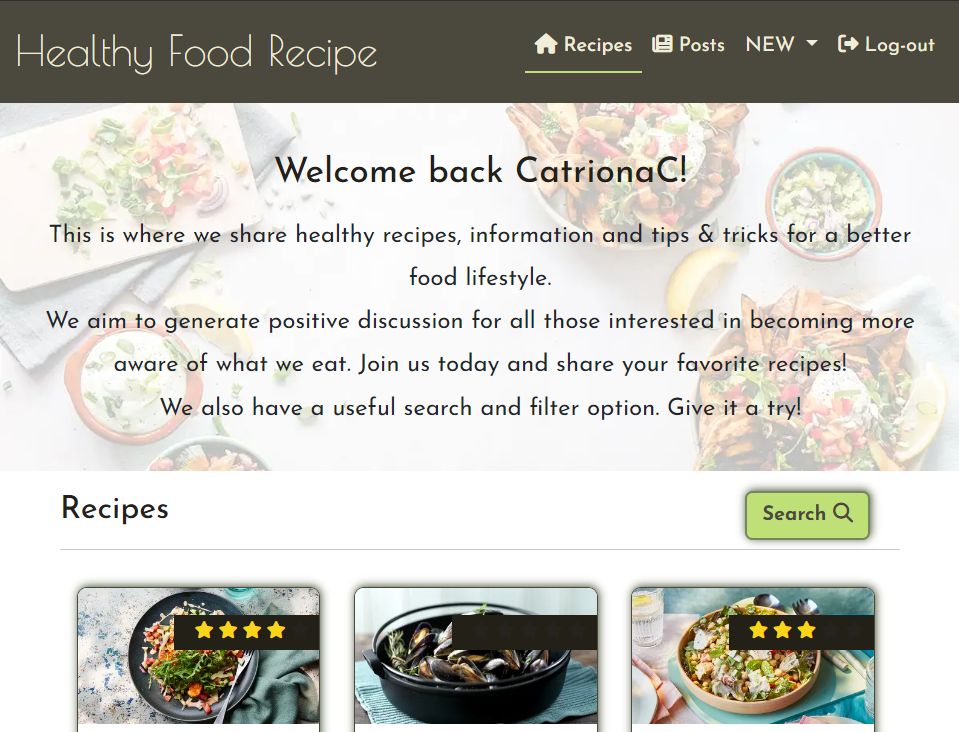 Healthy Food Recipe
Recipes Posts NEW Log-out
Welcome back CatrionaC!
This is where we share healthy recipes, information and tips & tricks for a better
food lifestyle.
We aim to generate positive discussion for all those interested in becoming more
aware of what we eat. Join us today and share your favorite recipes!
We also have a useful search and filter option. Give it a try!
Recipes
Search